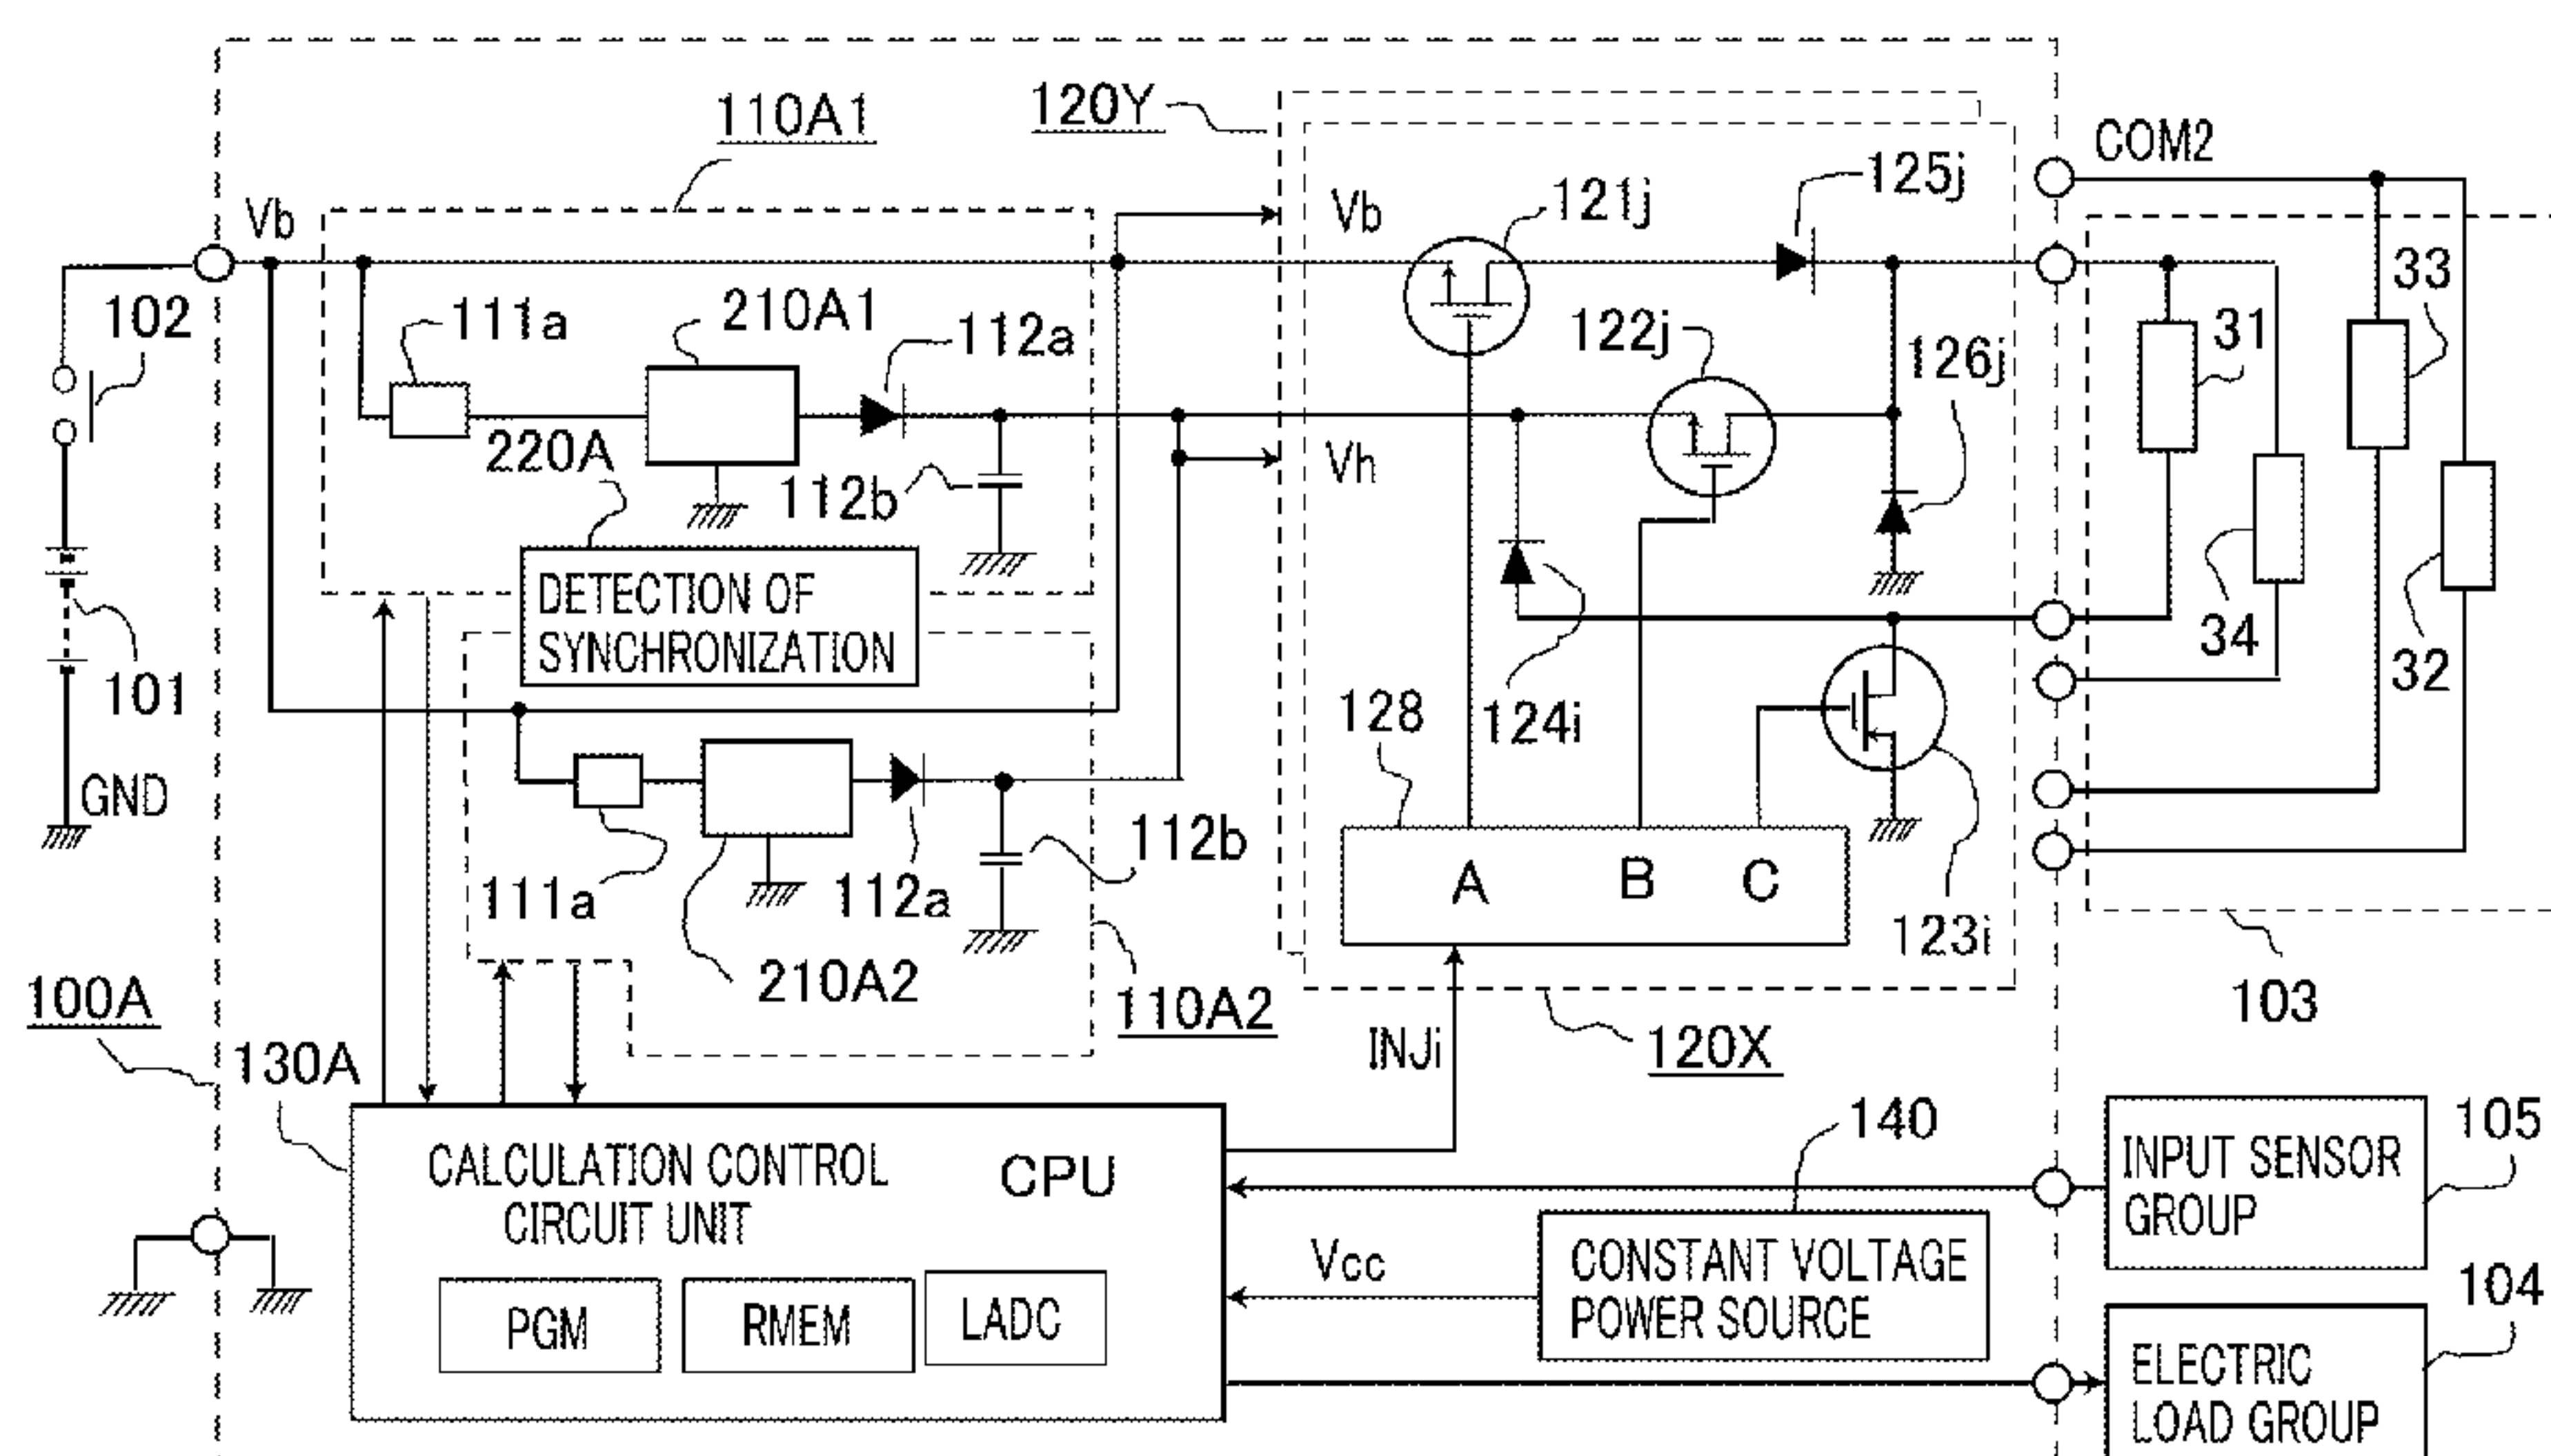 110A1
120Y
COM2
Vb
Vb
121j
125j
102
111a
210A1
112a
122j
126j
33
31
220A
112b
Vh
DETECTION OF
SYNCHRONIZATION
101
34
32
128
124i
GND
111a
112a
112b
A
B
C
123i
210A2
110A2
103
100A
130A
INJi
120X
CALCULATION CONTROL
CIRCUIT UNIT
CPU
140
INPUT SENSOR
GROUP
105
Vcc
CONSTANT VOLTAGE
POWER SOURCE
104
PGM
RMEM
LADC
ELECTRIC
LOAD GROUP